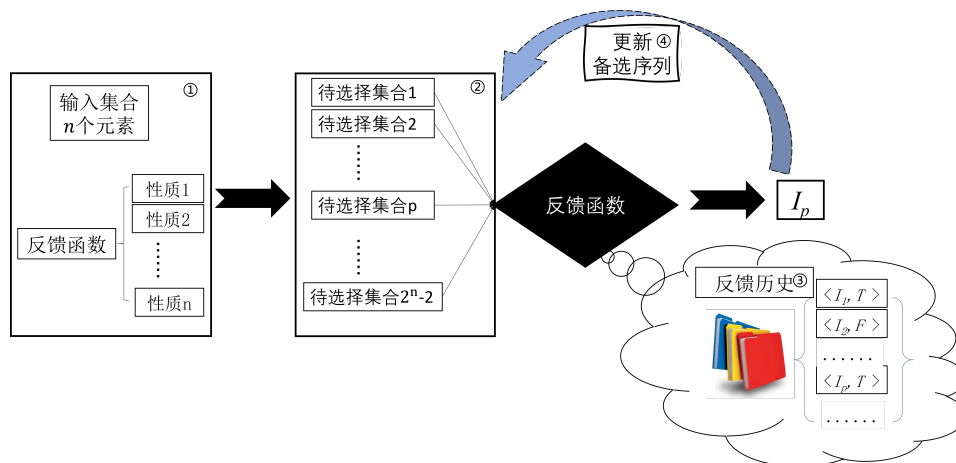 ①
输入集合
n个元素
反馈函数
性质1
性质2
......
性质n
②
待选择集合1
待选择集合2
......
待选择集合p
......
待选择集合2ⁿ-2
反馈函数
更新④
备选序列
Iₚ
反馈历史③
<I₁, T>
<I₂, F>
......
<Iₚ, T>
......